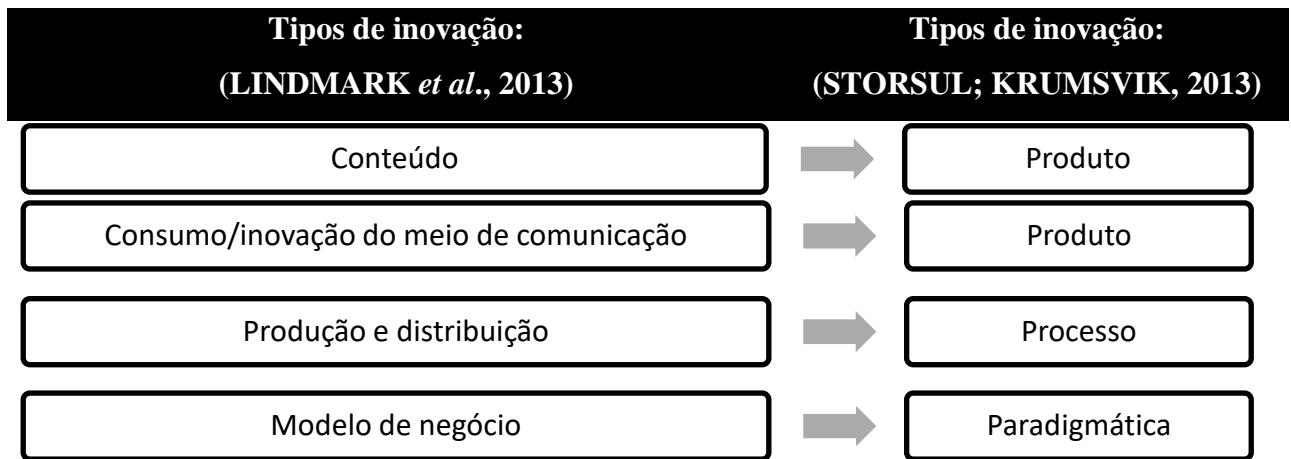 Tipos de inovação:
(LINDMARK et al., 2013)
Tipos de inovação:
(STORSUL; KRUMSVIK, 2013)
Conteúdo
Produto
Consumo/inovação do meio de comunicação
Produto
Produção e distribuição
Processo
Modelo de negócio
Paradigmática